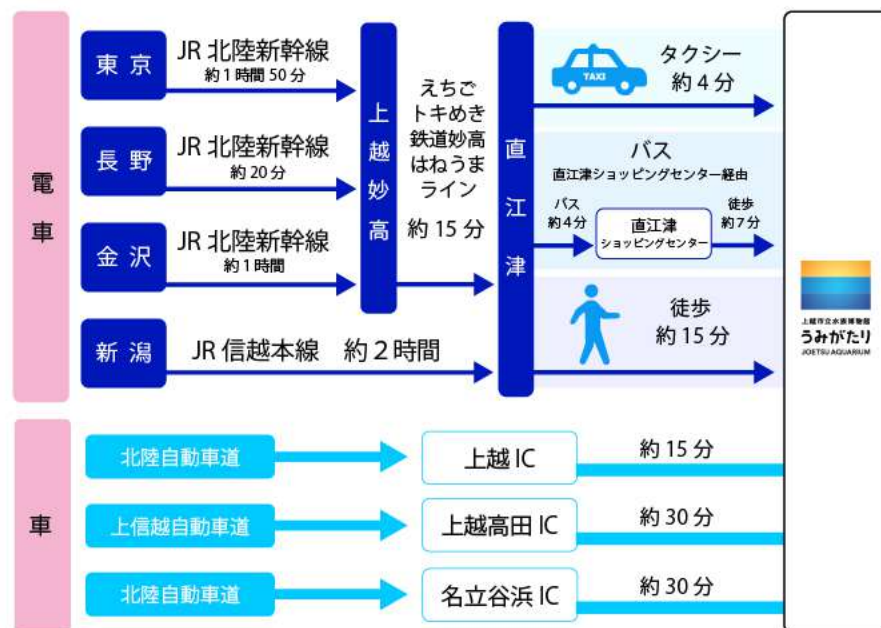 電車
東京
JR 北陸新幹線
約1時間50分
長野
JR 北陸新幹線
約20分
金沢
JR 北陸新幹線
約1時間
上越妙高
えちご
トキめき
鉄道妙高
はねうま
ライン
約15分
新潟
JR 信越本線 約2時間
直江津
TAXI
タクシー
約4分
バス
直江津ショッピングセンター経由
バス
約4分
直江津
ショッピングセンター
徒歩
約7分
徒歩
約15分
上越市立水族博物館
うみがたり
JOETSU AQUARIUM
車
北陸自動車道
上越 IC
約15分
上信越自動車道
上越高田 IC
約30分
北陸自動車道
名立谷浜 IC
約30分